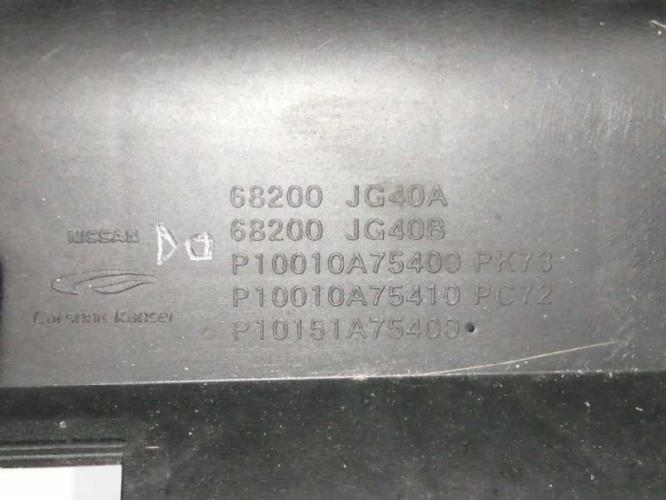 68200 JG40A
NISSAN 68200 JG40B
P10010A75400 PK73
P10010A75410 PC72
Calsonic Kansei P10151A75400